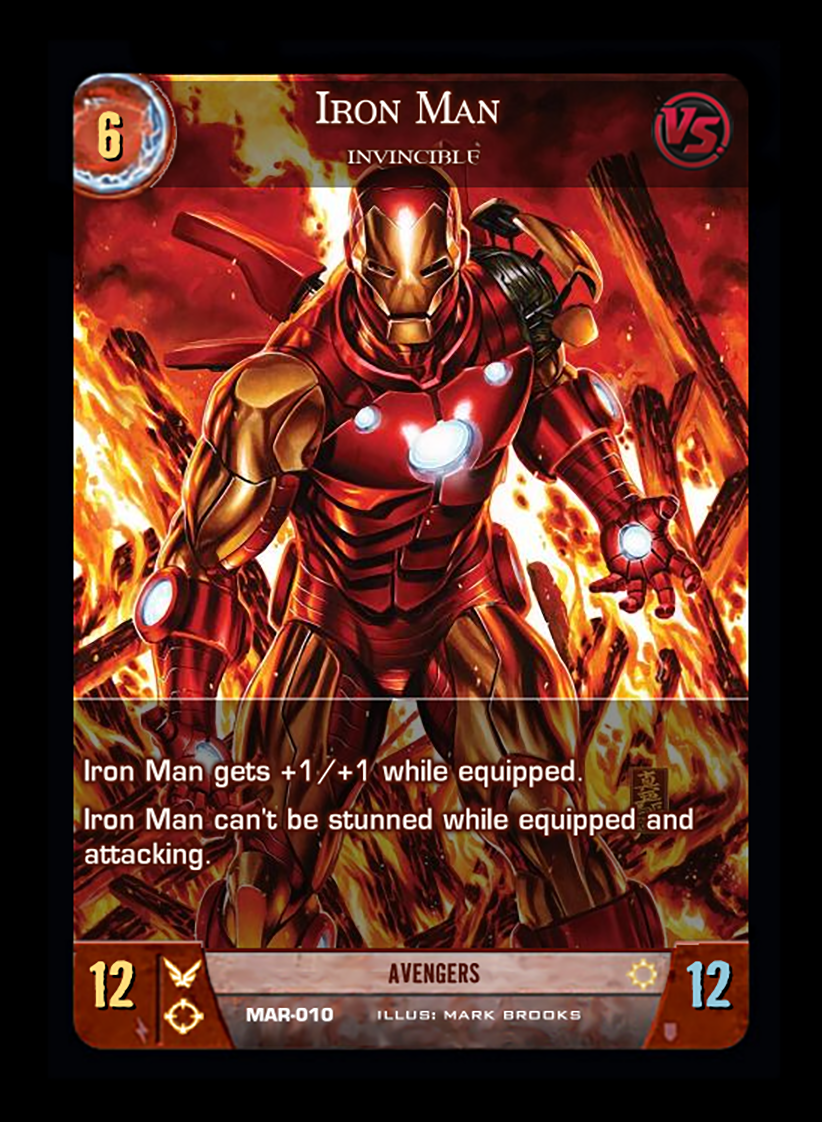 6
Iron Man
INVINCIBLE
VS.
Iron Man gets +1/+1 while equipped.
Iron Man can't be stunned while equipped and
attacking.
12
AVENGERS
12
MAR-010 ILLUS: MARK BROOKS